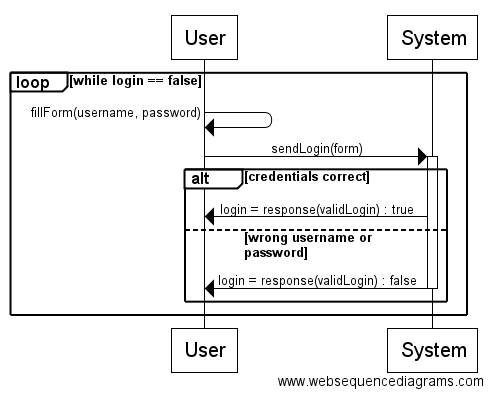 User System
loop [while login == false]
fillForm(username, password)
sendLogin(form)
alt [credentials correct]
login = response(validLogin) : true
[wrong username or
password]
login = response(validLogin) : false
User System
www.websequencediagrams.com